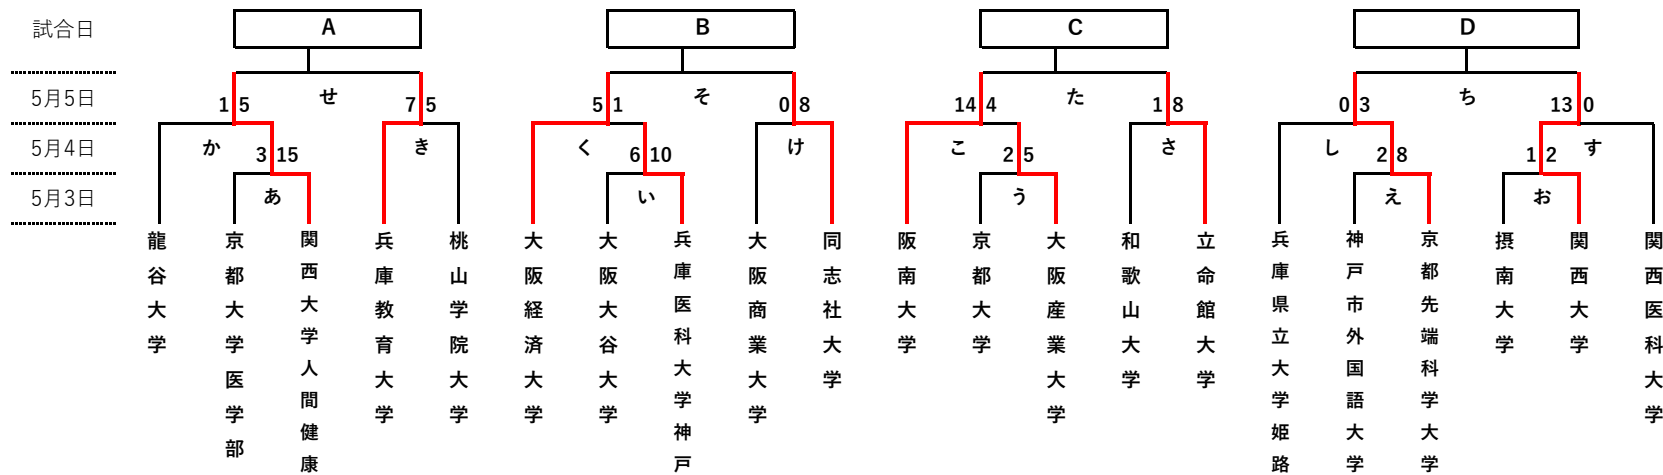 試合日
A
B
C
D
5月5日
1 5
せ
7 5
5 1
そ
0 8
14 4
た
1 8
0 3
ち
13 0
5月4日
か
3 15
き
く
6 10
け
こ
2 5
さ
し
2 8
1 2
す
5月3日
あ
い
う
え
お
龍谷大学
京都大学医学部
関西大学人間健康
兵庫教育大学
桃山学院大学
大阪経済大学
大阪大谷大学
兵庫医科大学神戸
大阪商業大学
同志社大学
阪南大学
京都大学
大阪産業大学
和歌山大学
立命館大学
兵庫県立大学姫路
神戸市外国語大学
京都先端科学大学
摂南大学
関西大学
関西医科大学